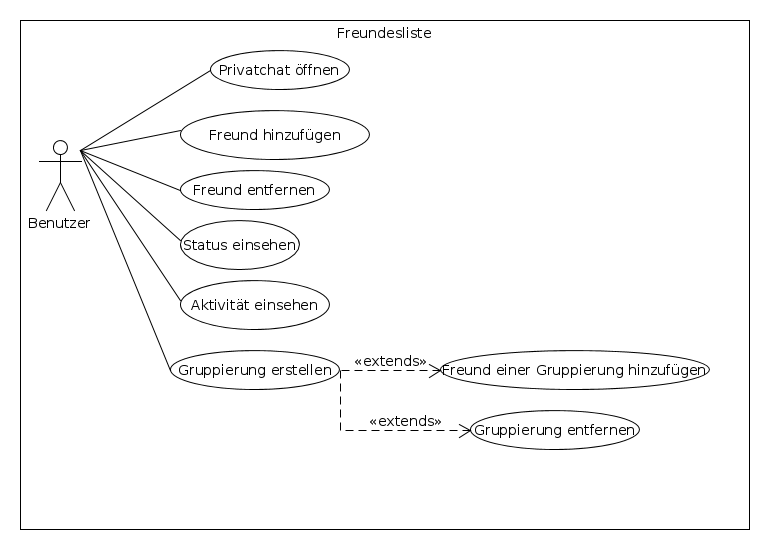 Freundesliste
Privatchat öffnen
Freund hinzufügen
Freund entfernen
Benutzer
Status einsehen
Aktivität einsehen
«extends»
Gruppierung erstellen
Freund einer Gruppierung hinzufügen
«extends»
Gruppierung entfernen